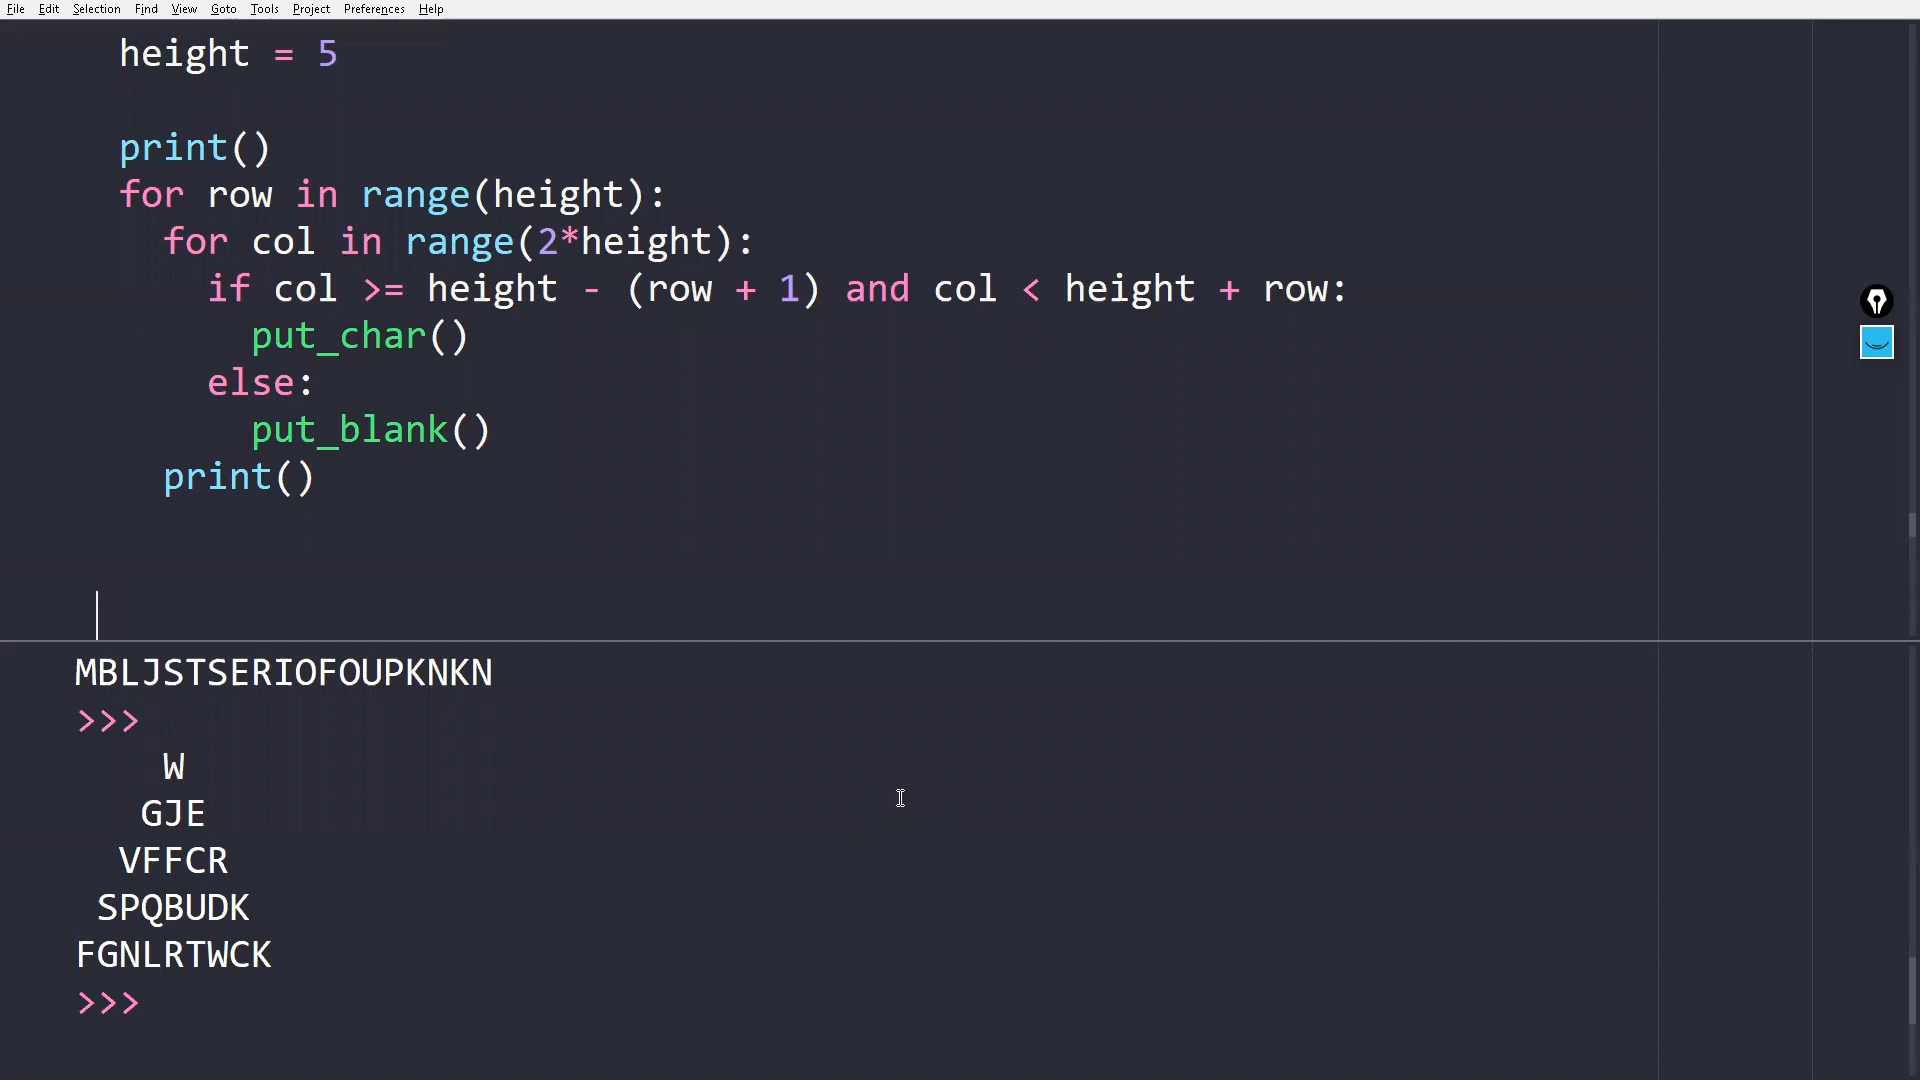 File Edit Selection Find View Goto Tools Project Preferences Help
height = 5
print()
for row in range(height):
for col in range(2*height):
if col >= height - (row + 1) and col < height + row:
put_char()
else:
put_blank()
print()
MBLJSTSERIOFOUPKNKN
>>>
W
GJE
VFFCR
SPQBUDK
FGNLRTWCK
>>>